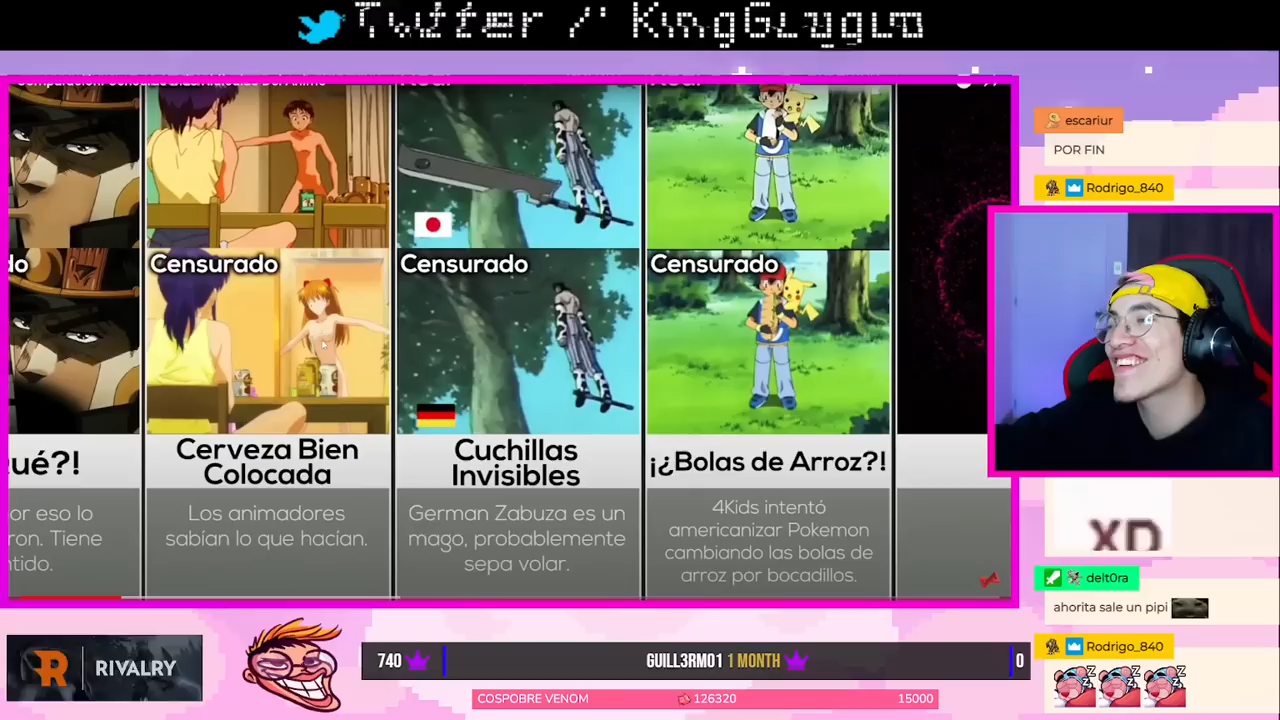 Twitter / KingGlyglo
escariur
POR FIN
Rodrigo_840
do
Censurado
Censurado
Censurado
ué?!
Cerveza Bien
Colocada
Cuchillas
Invisibles
¡¿Bolas de Arroz?!
or eso lo
ron. Tiene
ntido.
Los animadores
sabían lo que hacían.
German Zabuza es un
mago, probablemente
sepa volar.
4Kids intentó
americanizar Pokemon
cambiando las bolas de
arroz por bocadillos.
XD
delt0ra
ahorita sale un pipi
Rodrigo_840
R RIVALRY
740
GUILL3RM01 1 MONTH
0
COSPOBRE VENOM
126320
15000